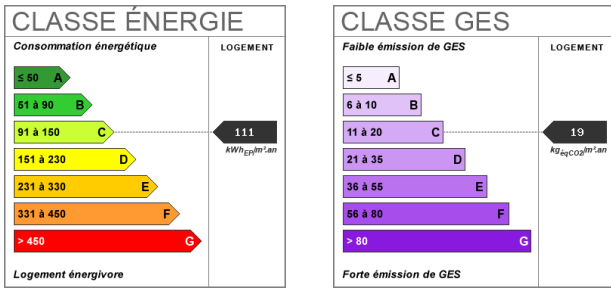 CLASSE ÉNERGIE
Consommation énergétique
LOGEMENT
≤ 50 A
51 à 90 B
91 à 150 C
111
kWhEP/m².an
151 à 230 D
231 à 330 E
331 à 450 F
> 450 G
Logement énergivore
CLASSE GES
Faible émission de GES
LOGEMENT
≤ 5 A
6 à 10 B
11 à 20 C
19
kgéqCO2/m².an
21 à 35 D
36 à 55 E
56 à 80 F
> 80 G
Forte émission de GES